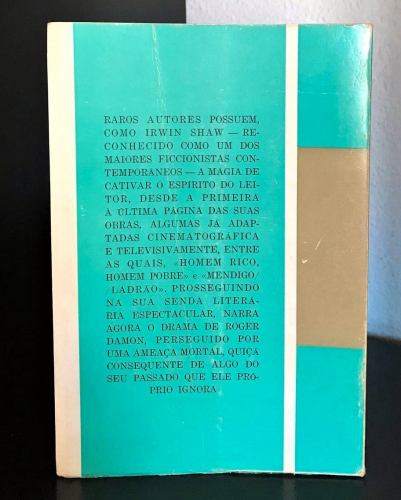 RAROS AUTORES POSSUEM,
COMO IRWIN SHAW — RE-
CONHECIDO COMO UM DOS
MAIORES FICCIONISTAS CON-
TEMPORÂNEOS — A MAGIA DE
CATIVAR O ESPIRITO DO LEI-
TOR, DESDE A PRIMEIRA
À ÚLTIMA PÁGINA DAS SUAS
OBRAS, ALGUMAS JÁ ADAP-
TADAS CINEMATOGRÁFICA
E TELEVISIVAMENTE, ENTRE
AS QUAIS, «HOMEM RICO,
HOMEM POBRE» e «MENDIGO/
/LADRÃO». PROSSEGUINDO
NA SUA SENDA LITERÁ-
RIA ESPECTACULAR, NARRA
AGORA O DRAMA DE ROGER
DAMON, PERSEGUIDO POR
UMA AMEAÇA MORTAL, QUIÇÁ
CONSEQUENTE DE ALGO DO
SEU PASSADO QUE ELE PRÓ-
PRIO IGNORA